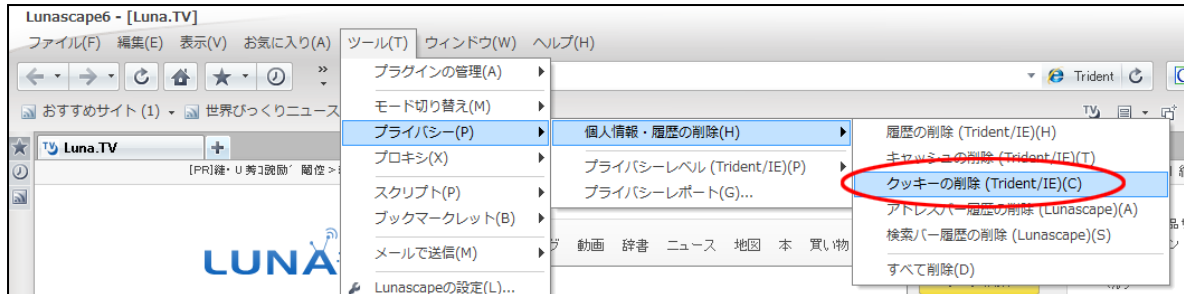 Lunascape6 - [Luna.TV]
ファイル(F) 編集(E) 表示(V) お気に入り(A) ツール(T) ウィンドウ(W) ヘルプ(H)
Trident
おすすめサイト (1) 世界びっくりニュース
Luna.TV
[PR]
プラグインの管理(A)
モード切り替え(M)
プライバシー(P)
プロキシ(X)
スクリプト(P)
ブックマークレット(B)
メールで送信(M)
Lunascapeの設定(L)...
個人情報・履歴の削除(H)
プライバシーレベル (Trident/IE)(P)
プライバシーレポート(G)...
履歴の削除 (Trident/IE)(H)
キャッシュの削除 (Trident/IE)(T)
クッキーの削除 (Trident/IE)(C)
アドレスバー履歴の削除 (Lunascape)(A)
検索バー履歴の削除 (Lunascape)(S)
すべて削除(D)
動画 辞書 ニュース 地図 本 買い物
LUNA